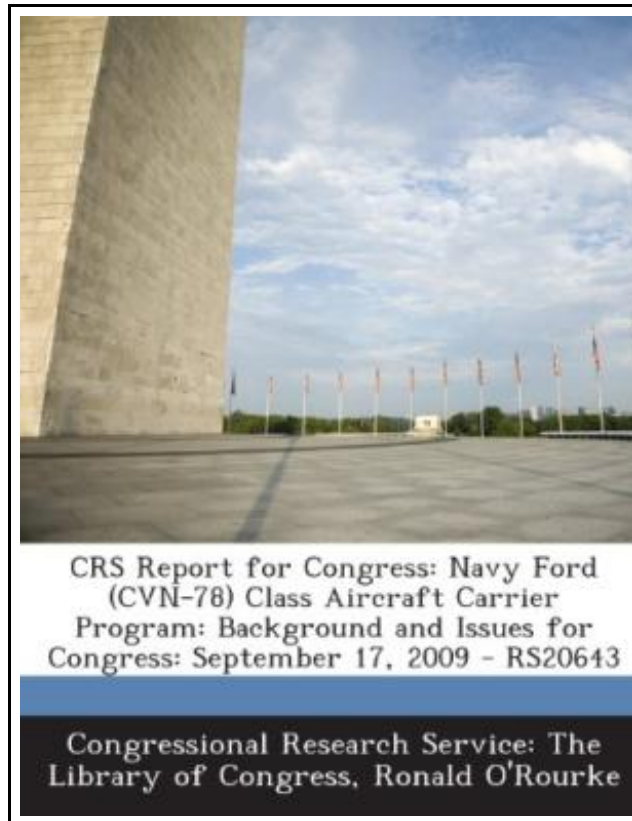 CRS Report for Congress: Navy Ford
(CVN-78) Class Aircraft Carrier
Program: Background and Issues for
Congress: September 17, 2009 - RS20643
Congressional Research Service: The
Library of Congress, Ronald O'Rourke